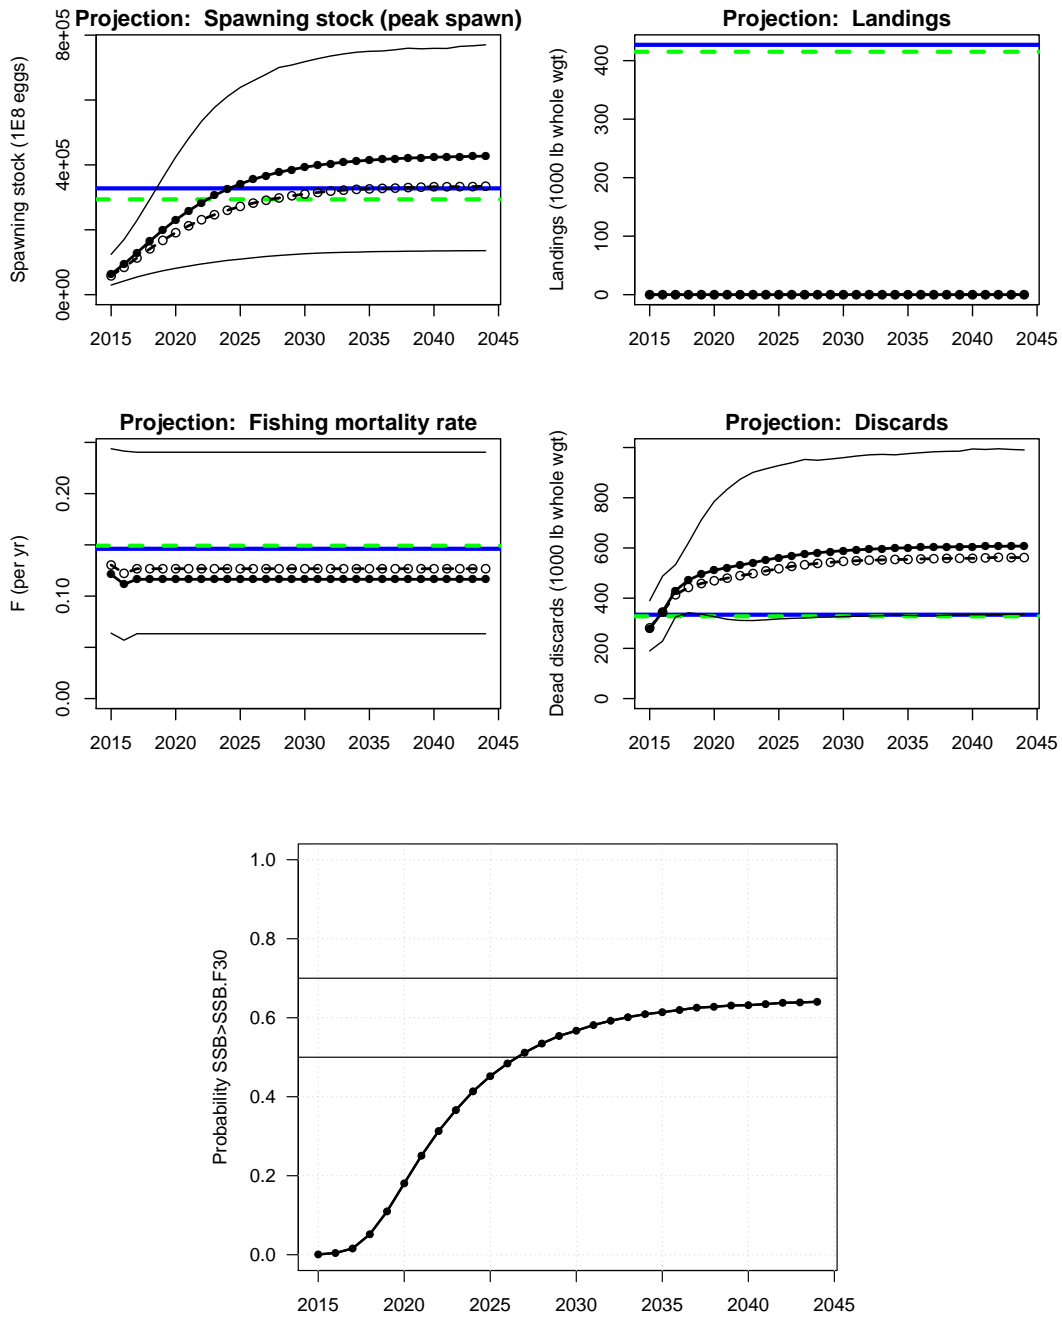 Projection:  Spawning stock (peak spawn)
Spawning stock (1E8 eggs)
0e+00 4e+05 8e+05
2015 2020 2025 2030 2035 2040 2045
Projection:  Landings
Landings (1000 lb whole wgt)
0 100 200 300 400
2015 2020 2025 2030 2035 2040 2045
Projection:  Fishing mortality rate
F (per yr)
0.00 0.10 0.20
2015 2020 2025 2030 2035 2040 2045
Projection:  Discards
Dead discards (1000 lb whole wgt)
0 200 400 600 800
2015 2020 2025 2030 2035 2040 2045
Probability SSB>SSB.F30
1.0
0.8
0.6
0.4
0.2
0.0
2015 2020 2025 2030 2035 2040 2045